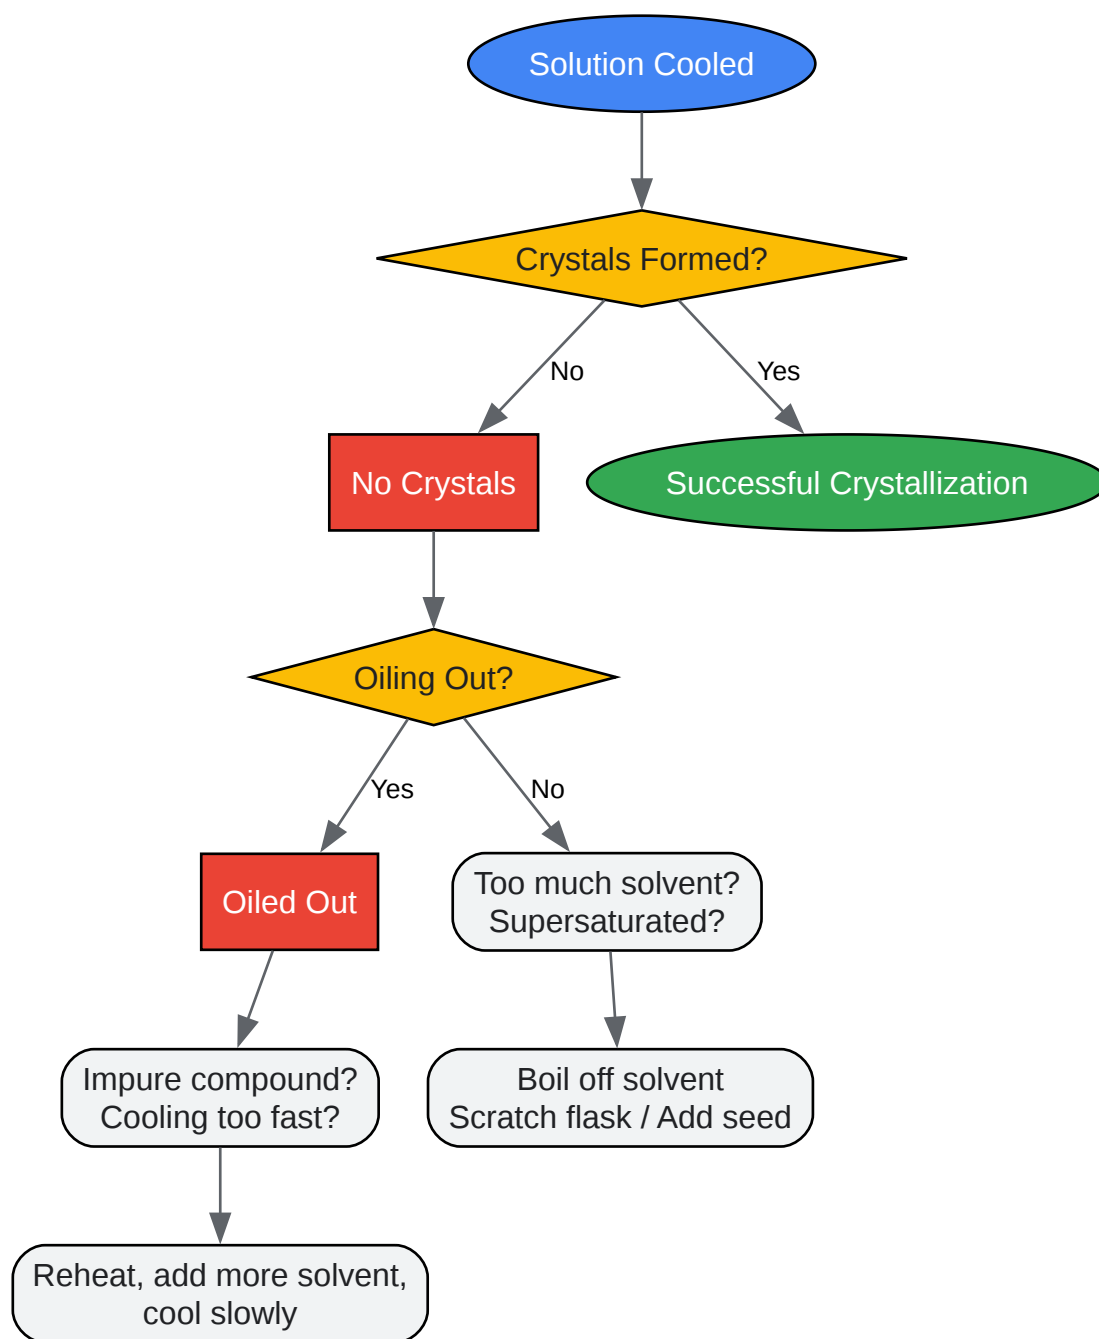 Solution Cooled
Crystals Formed?
No
Yes
No Crystals
Successful Crystallization
Oiling Out?
Yes
No
Oiled Out
Too much solvent?
Supersaturated?
Impure compound?
Cooling too fast?
Boil off solvent
Scratch flask / Add seed
Reheat, add more solvent,
cool slowly